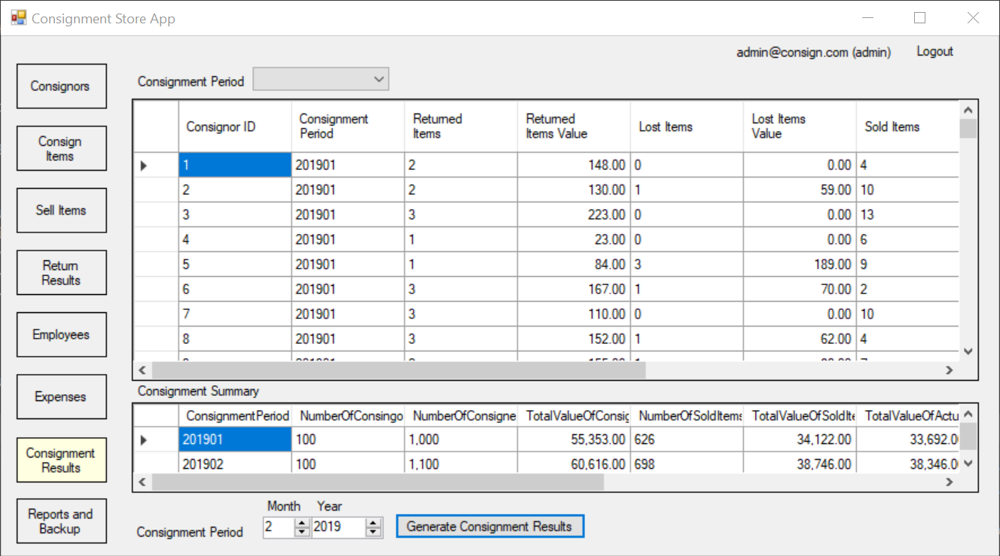 Consignment Store App
admin@consign.com (admin) Logout
Consignors
Consign
Items
Sell Items
Return
Results
Employees
Expenses
Consignment
Results
Reports and
Backup
Consignment Period
Consignor ID Consignment Period Returned Items Returned Items Value Lost Items Lost Items Value Sold Items
1 201901 2 148.00 0 0.00 4
2 201901 2 130.00 1 59.00 10
3 201901 3 223.00 0 0.00 13
4 201901 1 23.00 0 0.00 6
5 201901 1 84.00 3 189.00 9
6 201901 3 167.00 1 70.00 2
7 201901 3 110.00 0 0.00 10
8 201901 3 152.00 1 62.00 4
Consignment Summary
ConsignmentPeriod NumberOfConsingo NumberOfConsigne TotalValueOfConsig NumberOfSoldItems TotalValueOfSoldIte TotalValueOfActu
201901 100 1,000 55,353.00 626 34,122.00 33,692.0
201902 100 1,100 60,616.00 698 38,746.00 38,346.0
Month Year
Consignment Period 2 2019 Generate Consignment Results